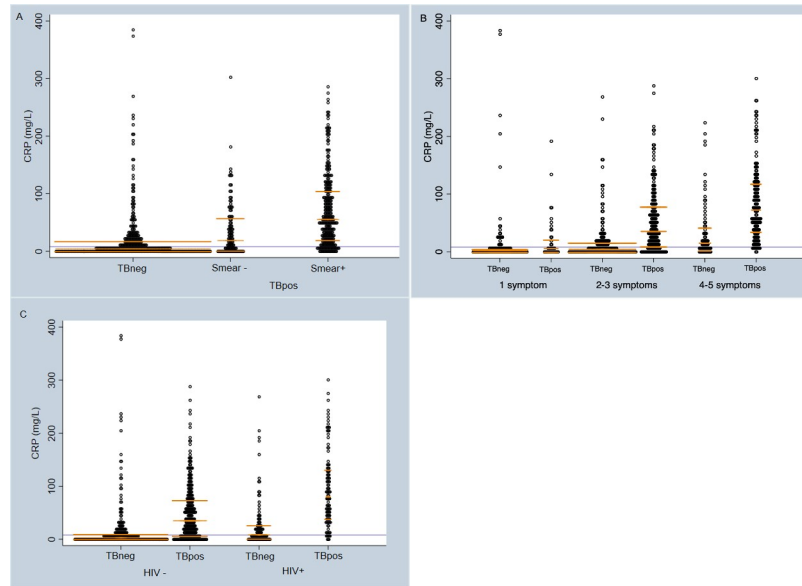 A
CRP (mg/L)
400
300
200
100
0
TBneg
Smear -
Smear+
TBpos
B
CRP (mg/L)
400
300
200
100
0
TBneg
TBpos
TBneg
TBpos
TBneg
TBpos
1 symptom
2-3 symptoms
4-5 symptoms
C
CRP (mg/L)
400
300
200
100
0
TBneg
TBpos
TBneg
TBpos
HIV -
HIV+